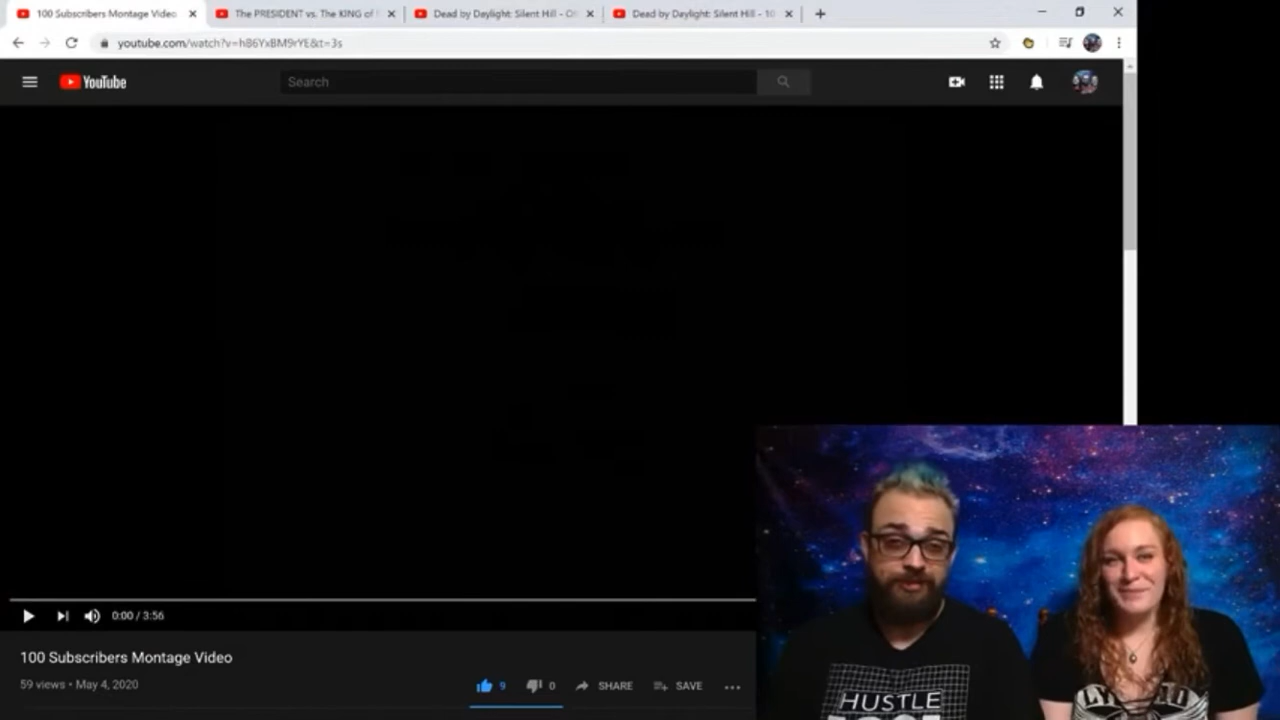 100 Subscribers Montage Video
The PRESIDENT vs. The KING of
Dead by Daylight: Silent Hill - O
Dead by Daylight: Silent Hill - 10
youtube.com/watch?v=hB6YxBM9rYE&t=3s
YouTube
Search
0:00 / 3:56
100 Subscribers Montage Video
59 views • May 4, 2020
9
0
SHARE
SAVE
HUSTLE